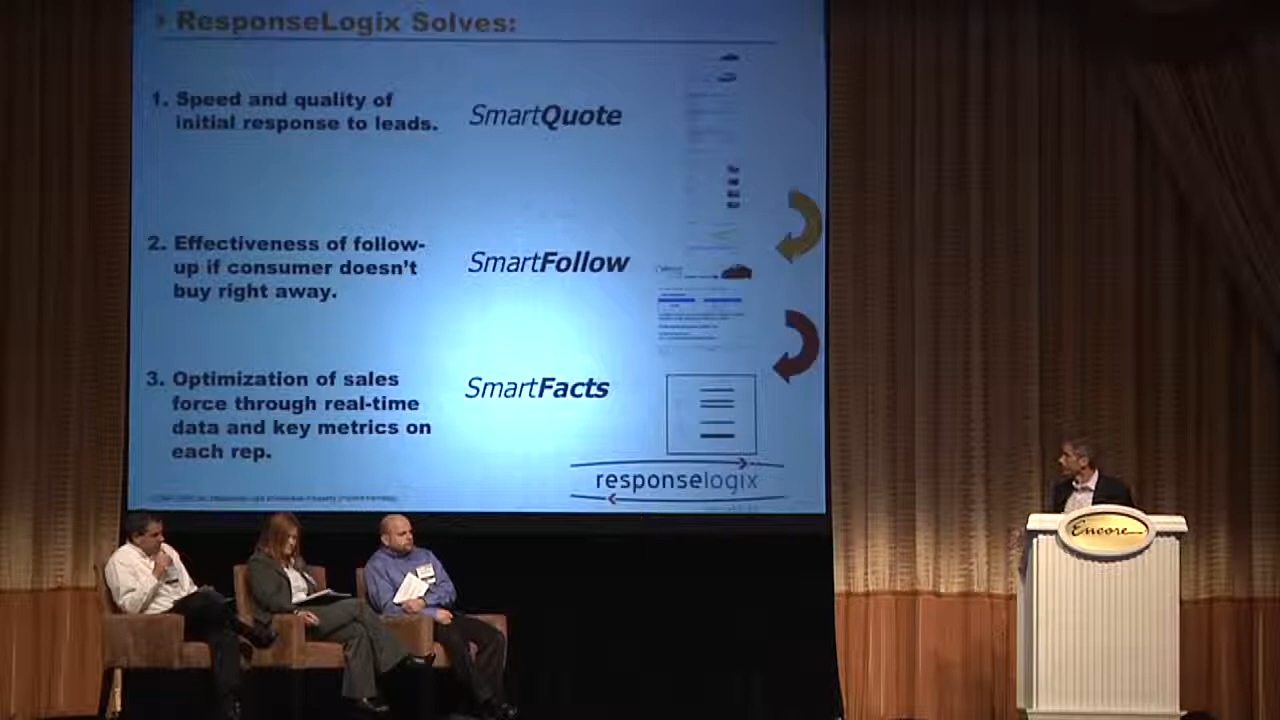 ResponseLogix Solves:
1. Speed and quality of
initial response to leads.
SmartQuote
2. Effectiveness of follow-
up if consumer doesn't
buy right away.
SmartFollow
3. Optimization of sales
force through real-time
data and key metrics on
each rep.
SmartFacts
responselogix
Encore